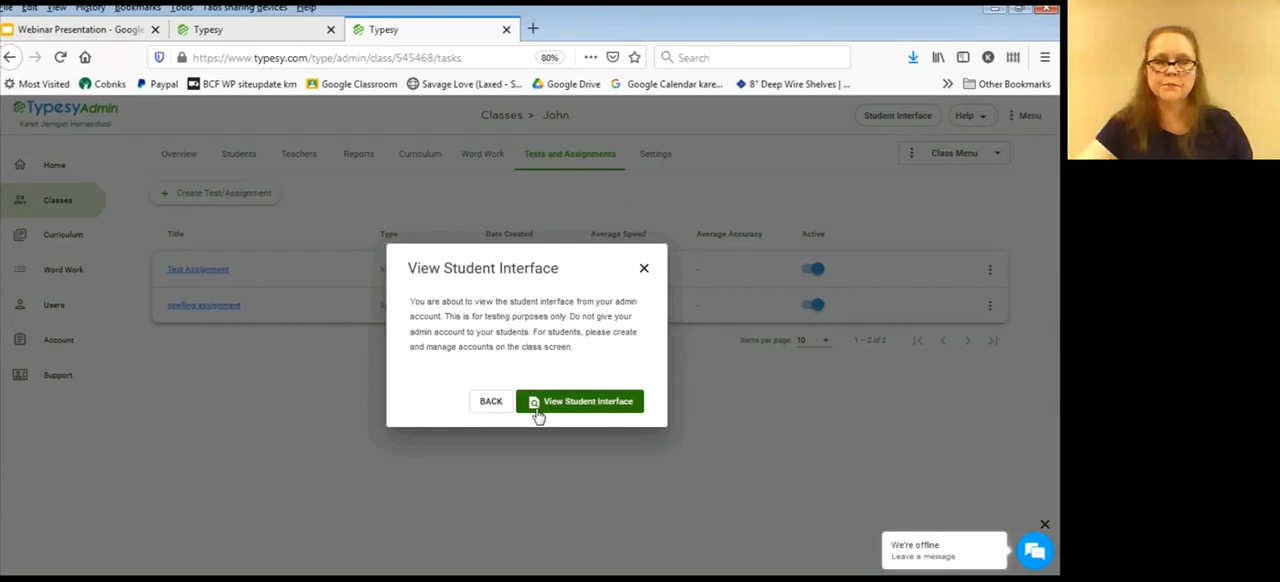 File Edit View History Bookmarks Tools Tabs sharing devices Help
Webinar Presentation - Google
Typesy
Typesy
https://www.typesy.com/type/admin/class/545468/tasks
80%
Search
Most Visited
Cobnks
Paypal
BCF WP siteupdate km
Google Classroom
Savage Love (Laxed - S...
Google Drive
Google Calendar kare...
8" Deep Wire Shelves | ...
Other Bookmarks
TypesyAdmin
Karen Jernigan Homeschool
Classes > John
Student Interface
Help
Menu
Home
Classes
Curriculum
Word Work
Users
Account
Support
Overview
Students
Teachers
Reports
Curriculum
Word Work
Tests and Assignments
Settings
Class Menu
+ Create Test/Assignment
Title
Type
Date Created
Average Speed
Average Accuracy
Active
Test Assignment
-
spelling assignment
-
Items per page: 10
1 – 2 of 2
View Student Interface
You are about to view the student interface from your admin
account. This is for testing purposes only. Do not give your
admin account to your students. For students, please create
and manage accounts on the class screen.
BACK
View Student Interface
We're offline
Leave a message